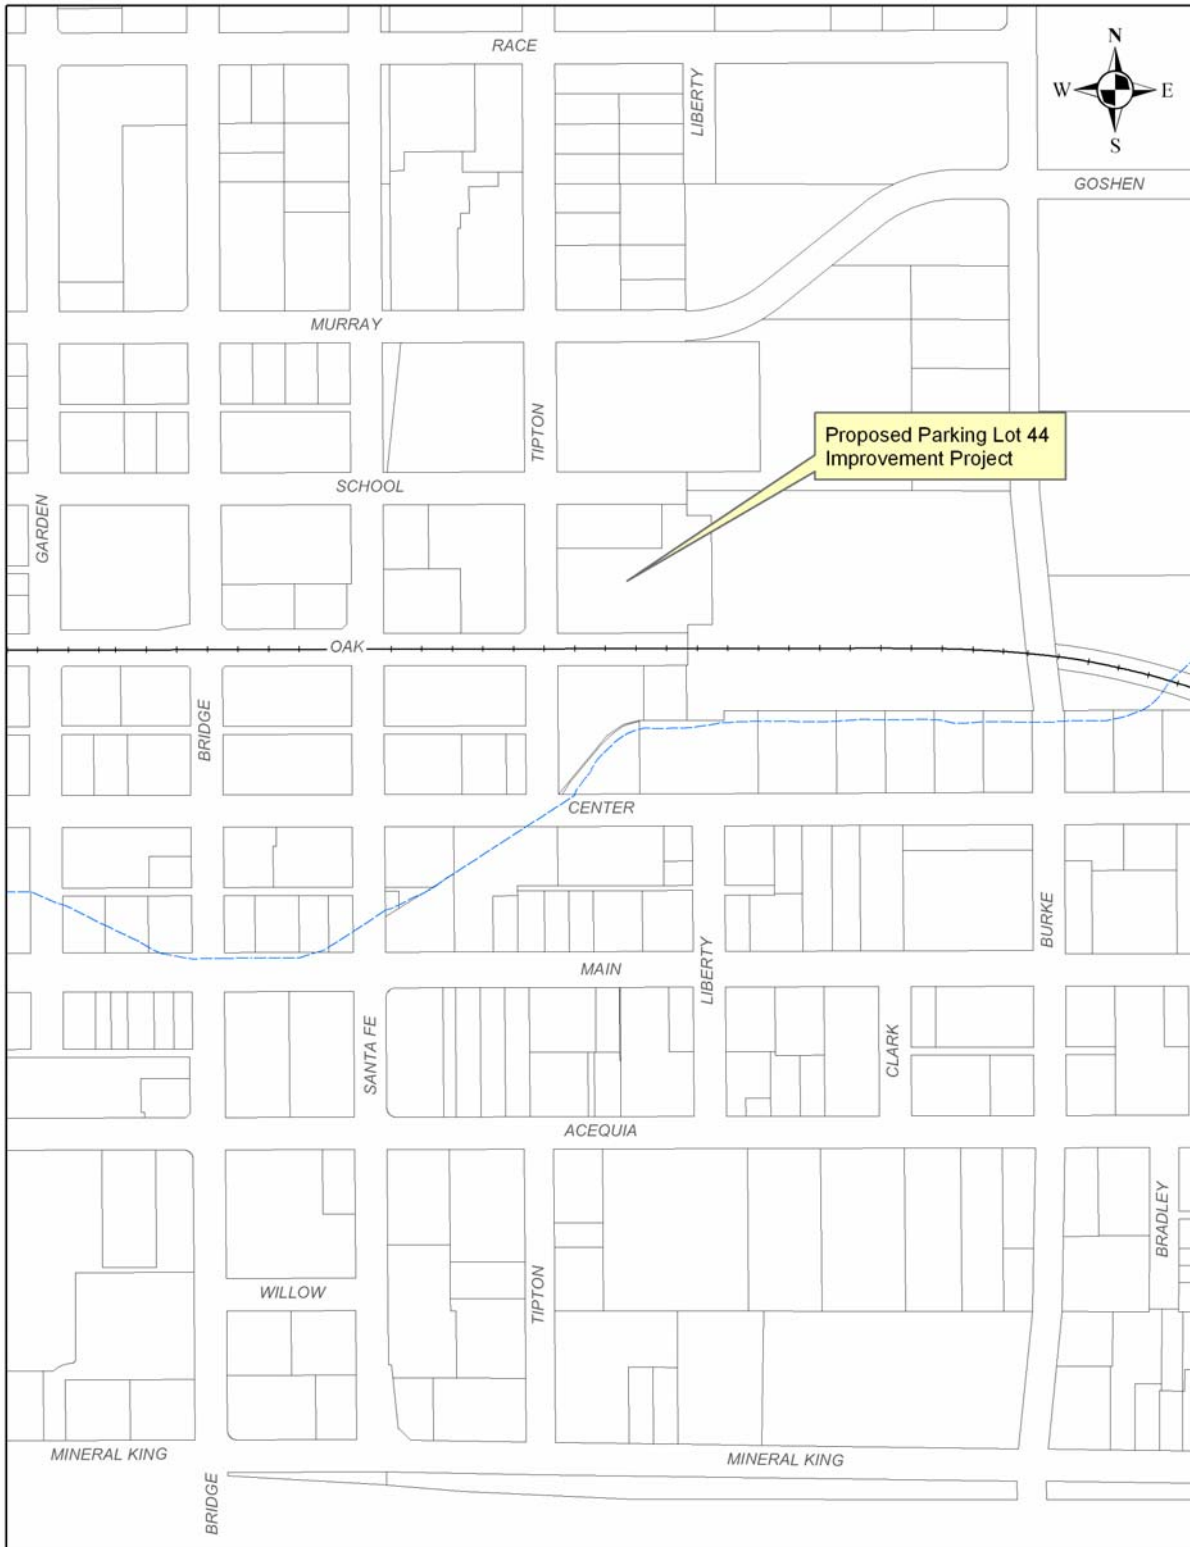 RACE
LIBERTY
N
W E
S
GOSHEN
MURRAY
TIPTON
Proposed Parking Lot 44
Improvement Project
SCHOOL
GARDEN
OAK
BRIDGE
CENTER
BURKE
MAIN
LIBERTY
SANTA FE
CLARK
ACEQUIA
BRADLEY
WILLOW
TIPTON
MINERAL KING
MINERAL KING
BRIDGE